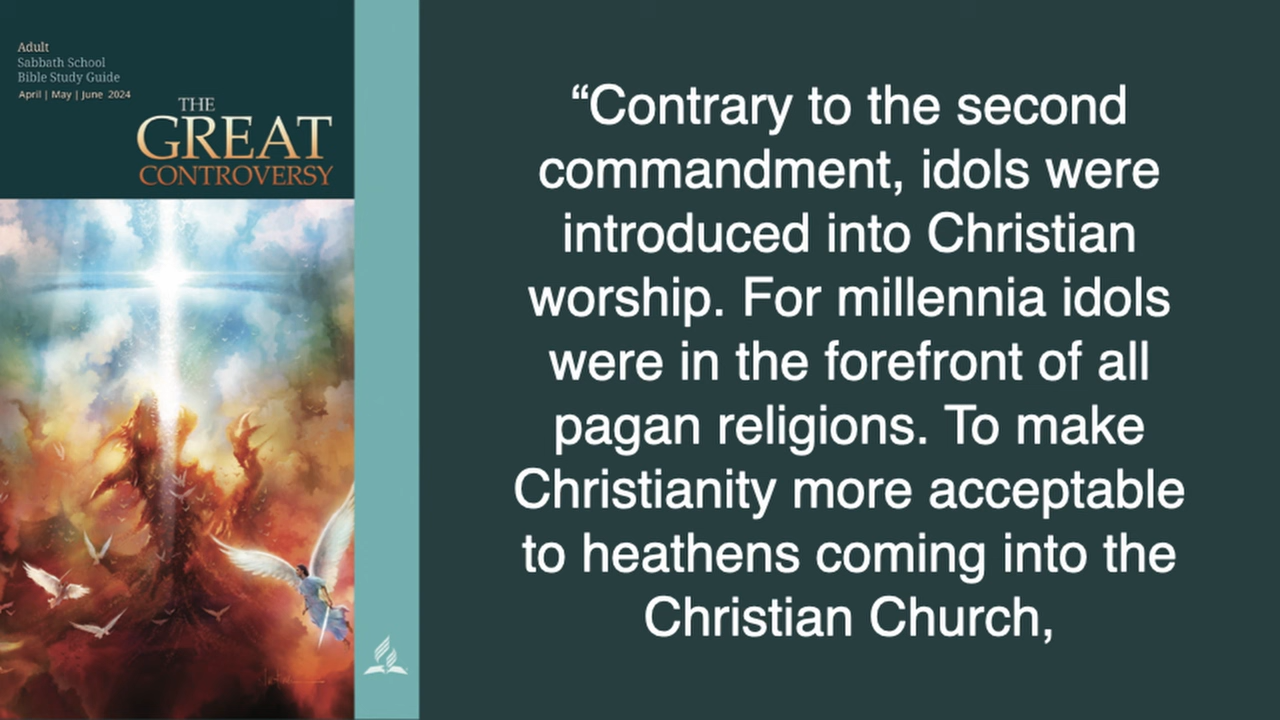 Adult
Sabbath School
Bible Study Guide
April | May | June 2024
THE
GREAT
CONTROVERSY
“Contrary to the second
commandment, idols were
introduced into Christian
worship. For millennia idols
were in the forefront of all
pagan religions. To make
Christianity more acceptable
to heathens coming into the
Christian Church,